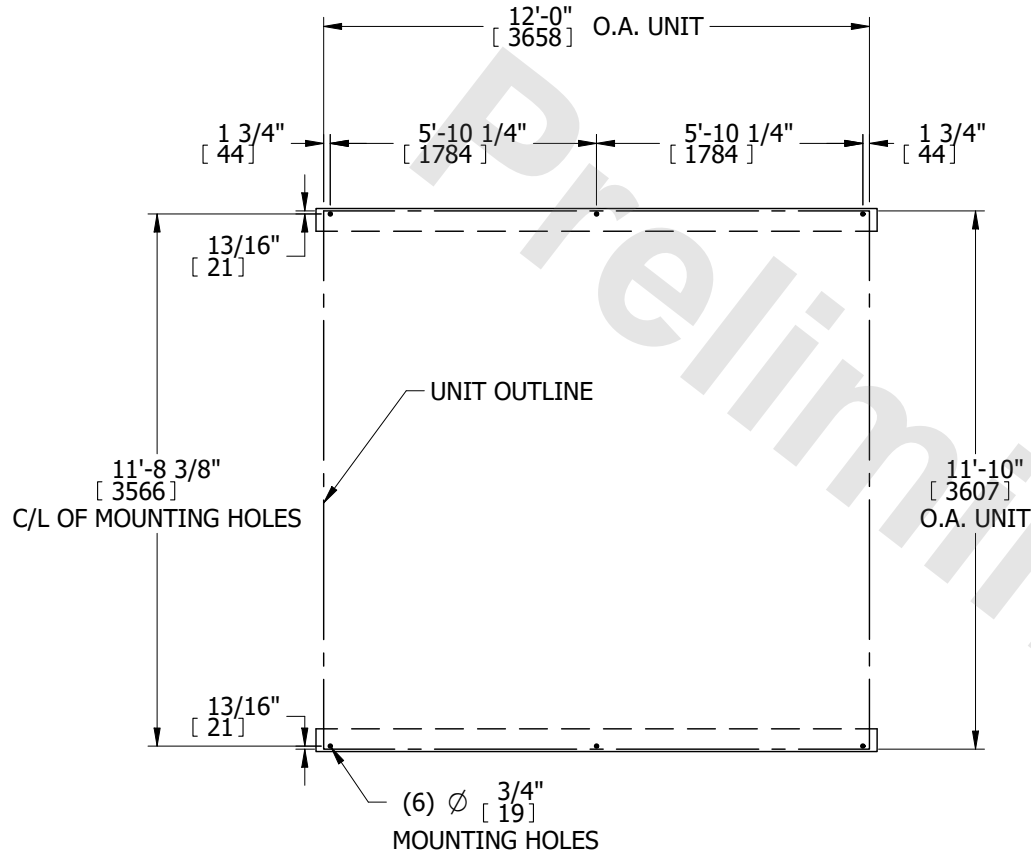 12'-0"
[ 3658] O.A. UNIT
1 3/4"
[ 44]
5'-10 1/4"
[ 1784 ]
5'-10 1/4"
[ 1784 ]
1 3/4"
[ 44]
13/16"
[ 21]
UNIT OUTLINE
11'-8 3/8"
[ 3566]
C/L OF MOUNTING HOLES
11'-10"
[ 3607]
O.A. UNIT
13/16"
[ 21]
(6) Ø 3/4"
[ 19]
MOUNTING HOLES